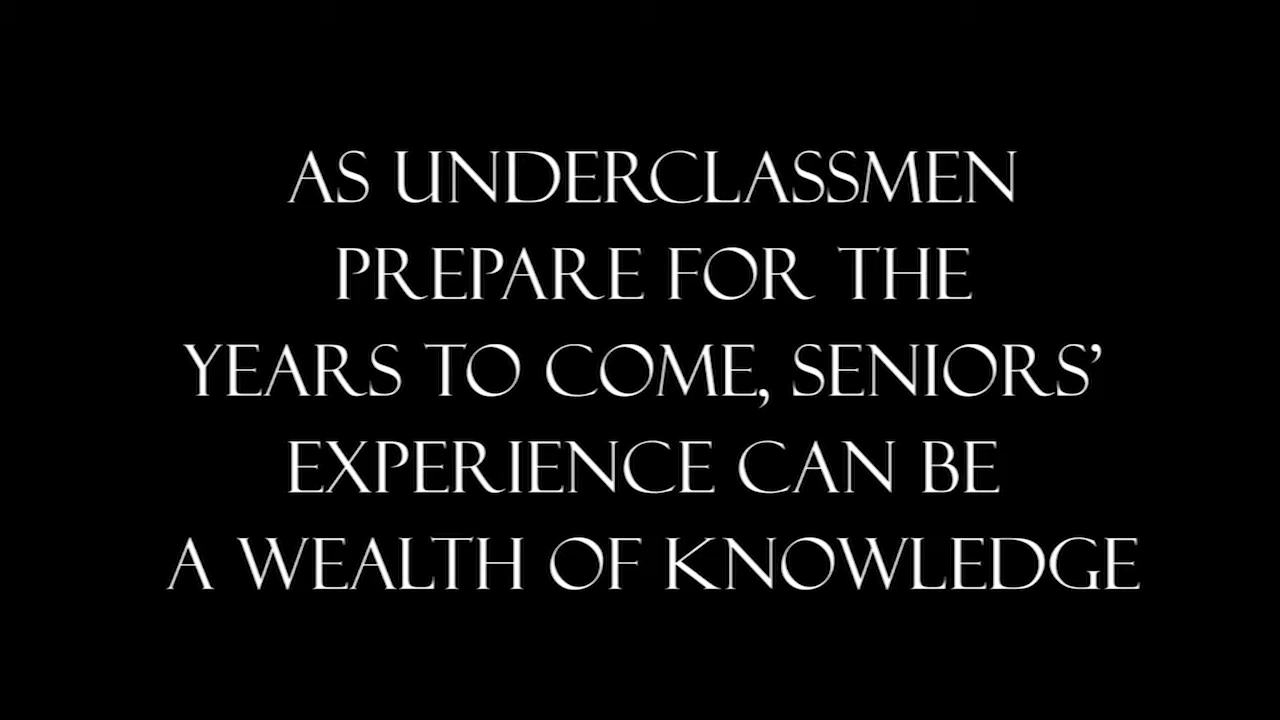 AS UNDERCLASSMEN
PREPARE FOR THE
YEARS TO COME, SENIORS’
EXPERIENCE CAN BE
A WEALTH OF KNOWLEDGE